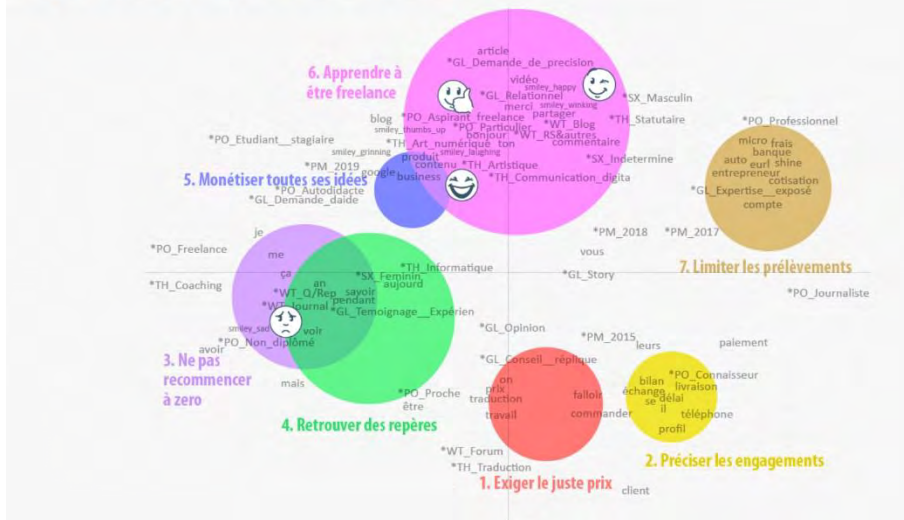 article
*GL_Demande_de_precision
6. Apprendre à
être freelance
vidéo
smiley_happy
*GL_Relationnel
*SX_Masculin
merci smiley_winking
partager
blog
*PO_Aspirant freelance
*TH_Statutaire
*PO_Particulier
*WT_Blog
*PO_Professionnel
smiley_thumbs_up
bonjour
*WT_RS&autres
*PO_Etudiant__stagiaire
*TH_Art_numérique ton
commentaire
micro frais
smiley_grinning
smiley_laughing
banque
produit
*SX_Indetermine
auto eurl shine
*PM_2019
google
contenu *TH_Artistique
entrepreneur
5. Monétiser toutes ses idées
business
*TH_Communication_digita
cotisation
*PO_Autodidacte
*GL_Expertise__exposé
*GL_Demande_daide
compte
je
*PM_2018
*PM_2017
*PO_Freelance
me
vous
7. Limiter les prélèvements
ça
*TH_Informatique
*SX_Feminin
*GL_Story
*TH_Coaching
an
aujourd
*WT_Q/Rep
savoir
*PO_Journaliste
pendant
*WT_Journal
*GL_Temoignage__Expérien
smiley_sad
voir
*GL_Opinion
*PO_Non_diplômé
*PM_2015
avoir
leurs
paiement
3. Ne pas
recommencer
à zero
*GL_Conseil__réplique
*PO_Connaisseur
mais
on
bilan
livraison
prix
échange
*PO_Proche
traduction
falloir
se délai
être
il
travail
commander
téléphone
4. Retrouver des repères
profil
*WT_Forum
2. Préciser les engagements
*TH_Traduction
1. Exiger le juste prix
client